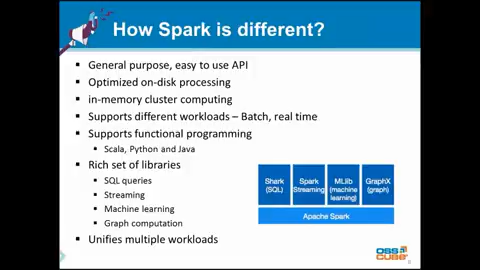 How Spark is different?
General purpose, easy to use API
Optimized on-disk processing
in-memory cluster computing
Supports different workloads – Batch, real time
Supports functional programming
Scala, Python and Java
Rich set of libraries
SQL queries
Streaming
Machine learning
Graph computation
Unifies multiple workloads
Shark
(SQL)
Spark
Streaming
MLlib
(machine
learning)
GraphX
(graph)
Apache Spark
OSS
CUBE